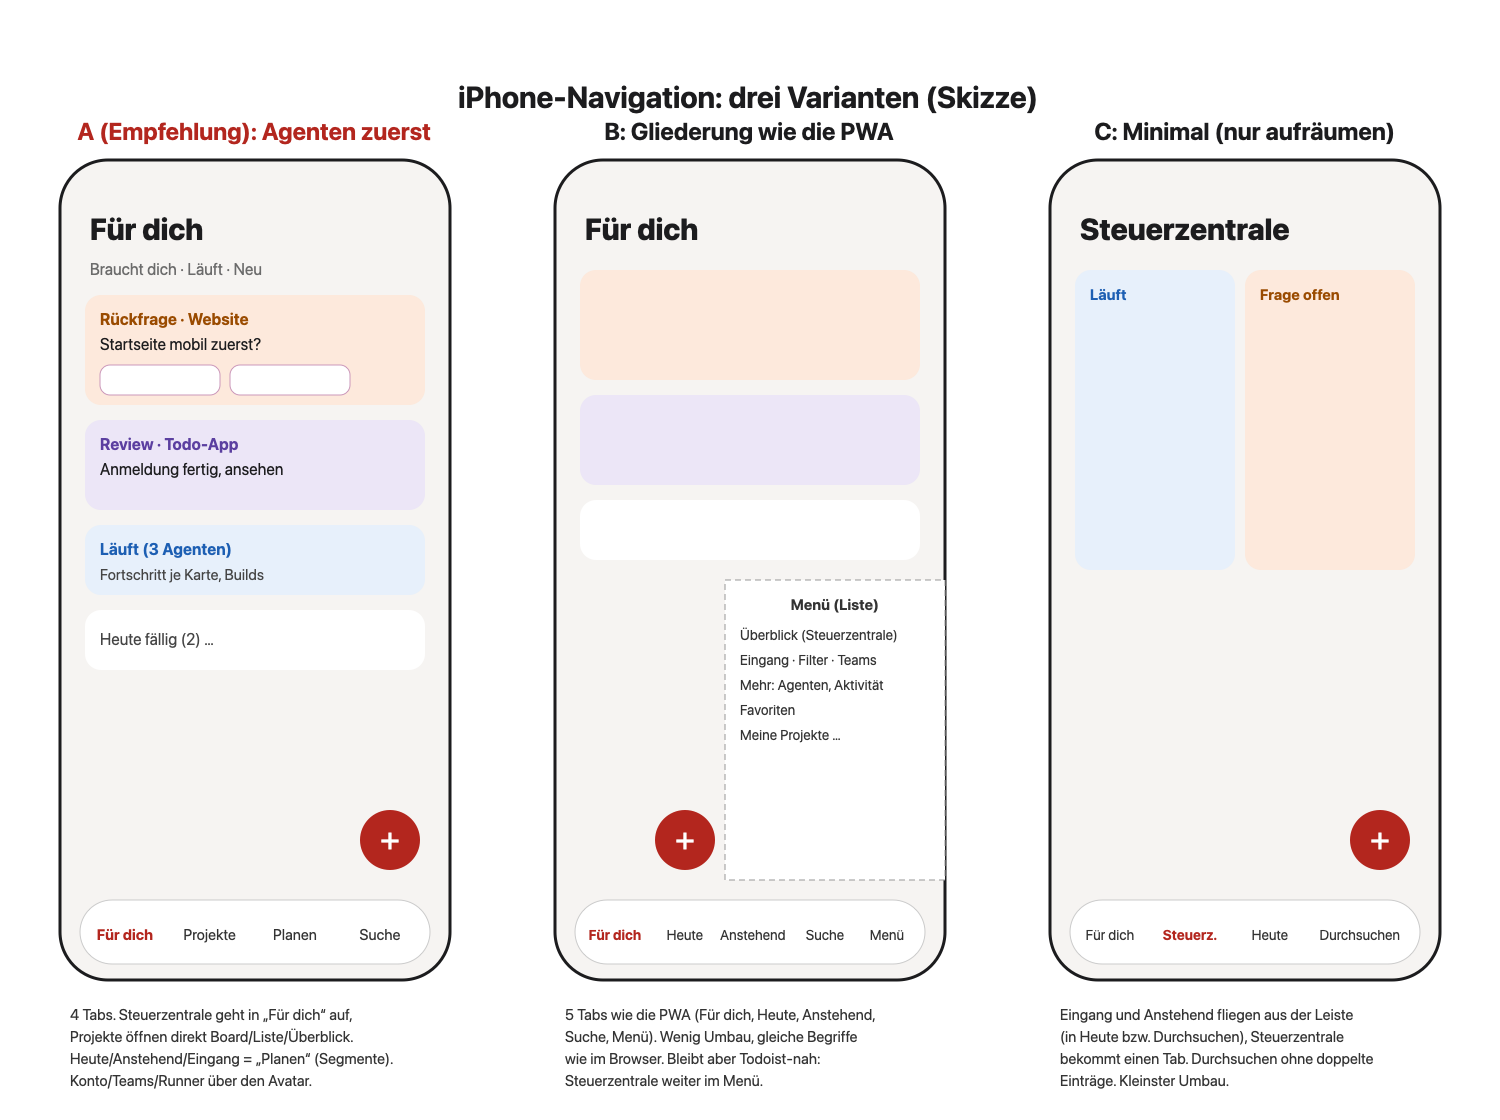 iPhone-Navigation: drei Varianten (Skizze)
A (Empfehlung): Agenten zuerst
Für dich
Braucht dich · Läuft · Neu
Rückfrage · Website
Startseite mobil zuerst?
Review · Todo-App
Anmeldung fertig, ansehen
Läuft (3 Agenten)
Fortschritt je Karte, Builds
Heute fällig (2) ...
+
Für dich Projekte Planen Suche
4 Tabs. Steuerzentrale geht in „Für dich“ auf,
Projekte öffnen direkt Board/Liste/Überblick.
Heute/Anstehend/Eingang = „Planen“ (Segmente).
Konto/Teams/Runner über den Avatar.
B: Gliederung wie die PWA
Für dich
Menü (Liste)
Überblick (Steuerzentrale)
Eingang · Filter · Teams
Mehr: Agenten, Aktivität
Favoriten
Meine Projekte ...
+
Für dich Heute Anstehend Suche Menü
5 Tabs wie die PWA (Für dich, Heute, Anstehend,
Suche, Menü). Wenig Umbau, gleiche Begriffe
wie im Browser. Bleibt aber Todoist-nah:
Steuerzentrale weiter im Menü.
C: Minimal (nur aufräumen)
Steuerzentrale
Läuft
Frage offen
+
Für dich Steuerz. Heute Durchsuchen
Eingang und Anstehend fliegen aus der Leiste
(in Heute bzw. Durchsuchen), Steuerzentrale
bekommt einen Tab. Durchsuchen ohne doppelte
Einträge. Kleinster Umbau.